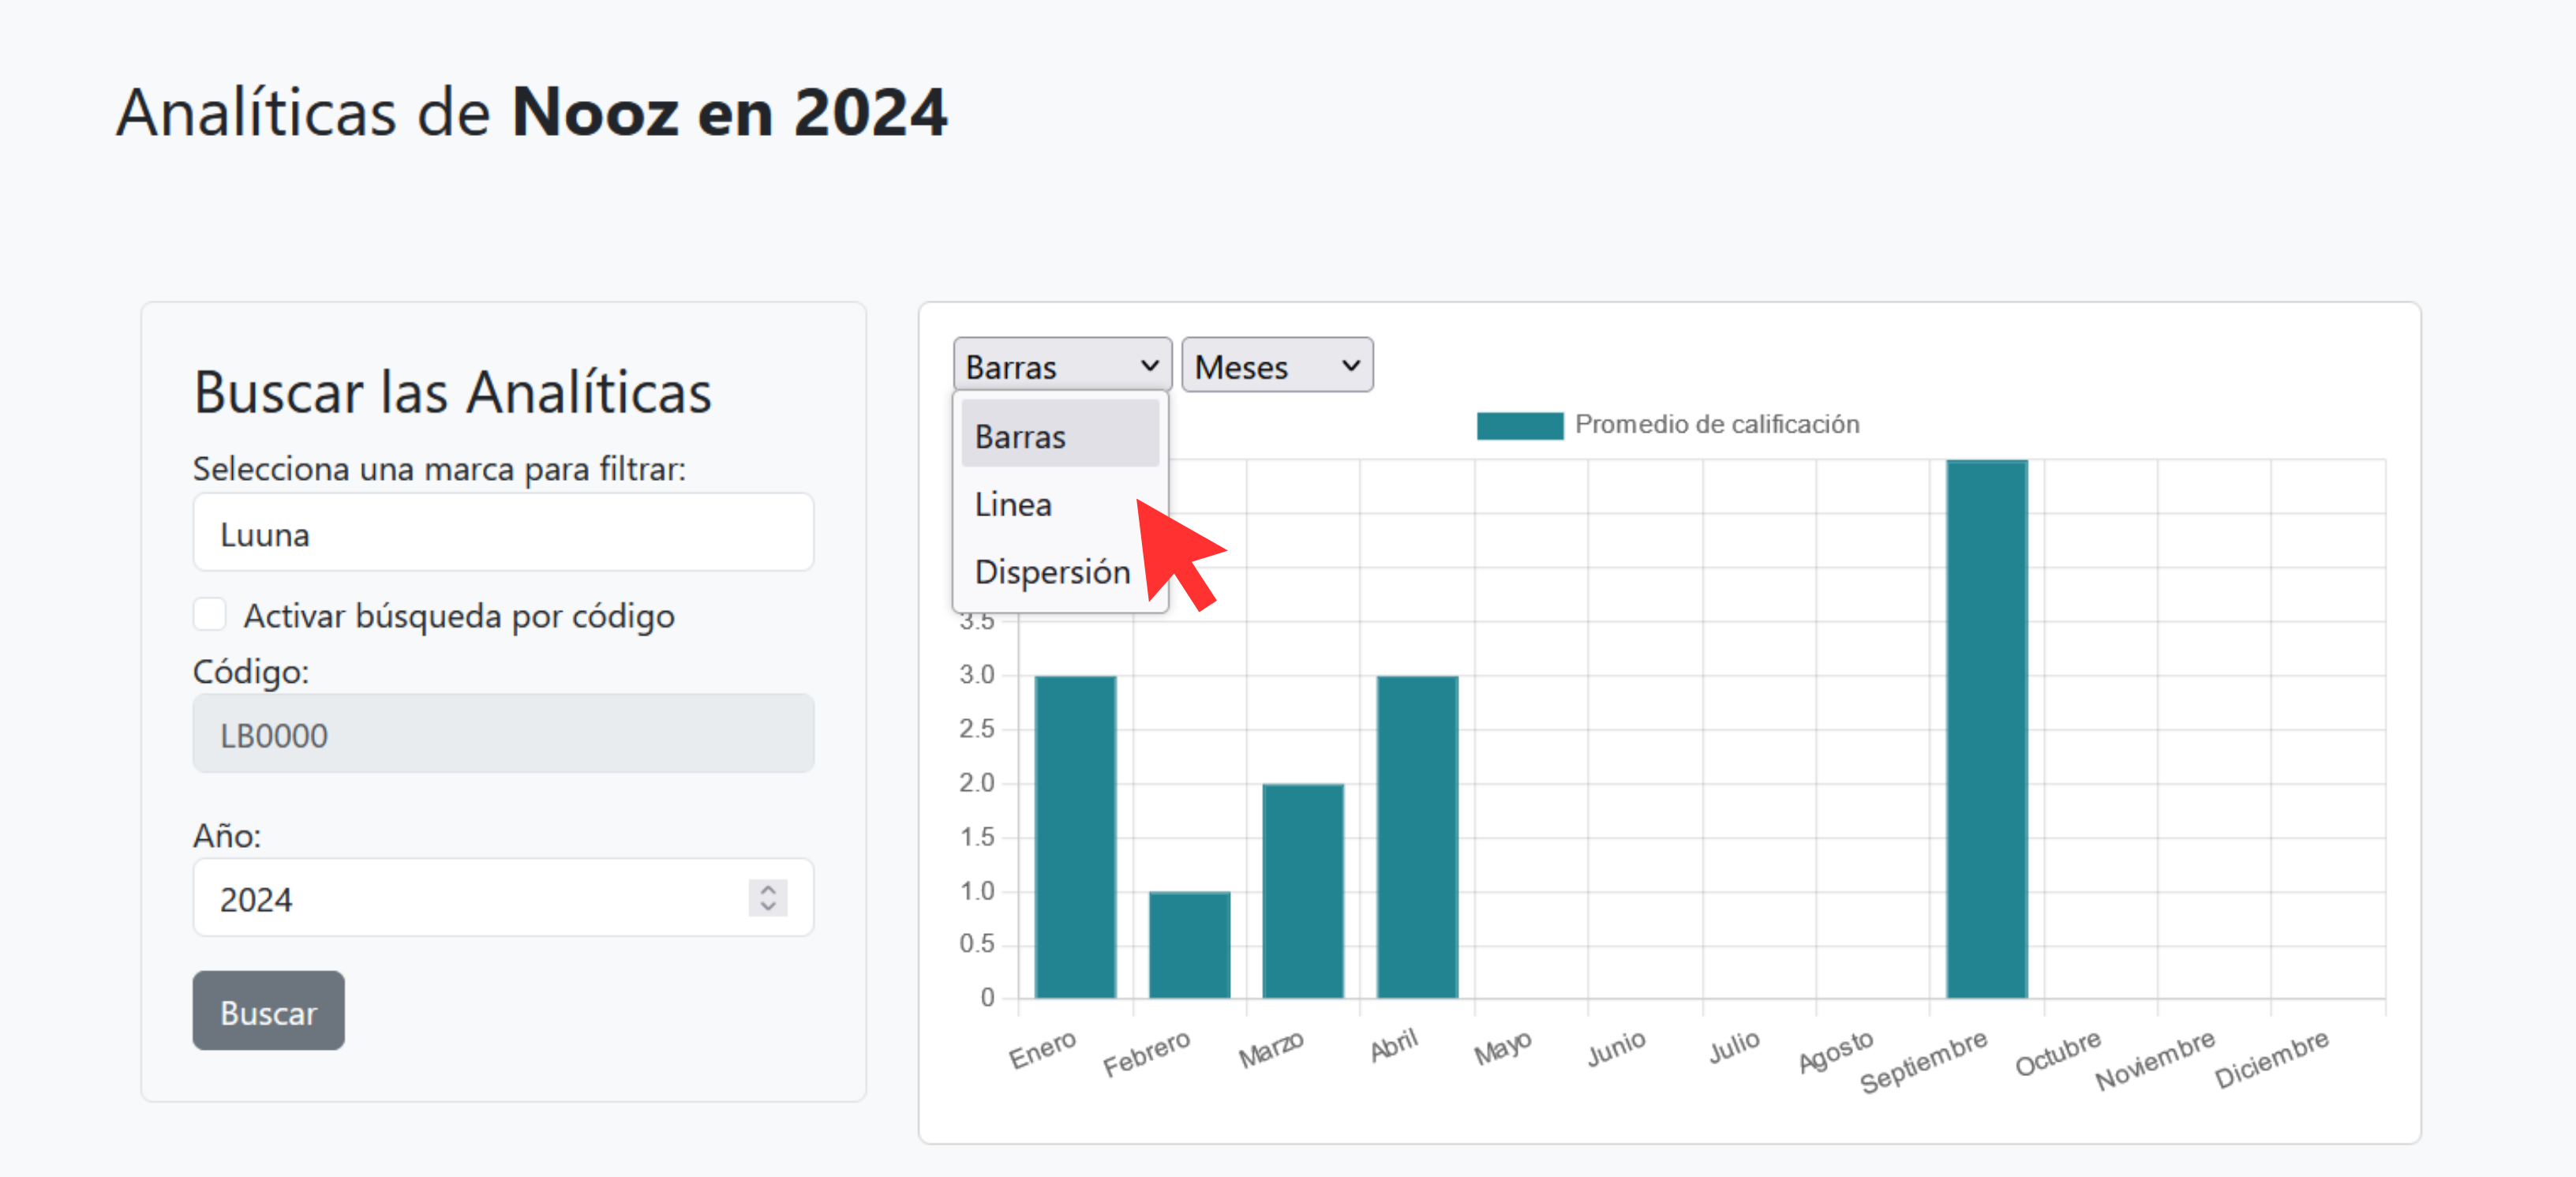 Analíticas de Nooz en 2024
Buscar las Analíticas
Selecciona una marca para filtrar:
Luuna
Activar búsqueda por código
Código:
LB0000
Año:
2024
Buscar
Barras
Meses
Barras
Linea
Dispersión
Promedio de calificación
3.5
3.0
2.5
2.0
1.5
1.0
0.5
0
Enero
Febrero
Marzo
Abril
Mayo
Junio
Julio
Agosto
Septiembre
Octubre
Noviembre
Diciembre